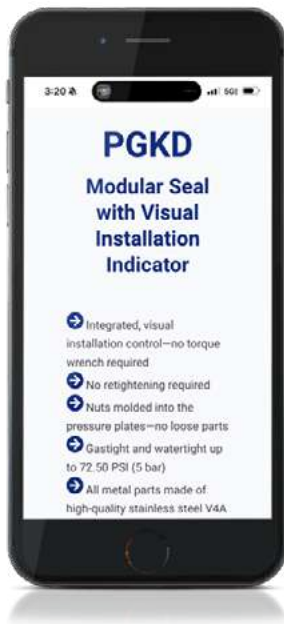 3:20
PGKD
Modular Seal
with Visual
Installation
Indicator
Integrated, visual
installation control—no torque
wrench required
No retightening required
Nuts molded into the
pressure plates—no loose parts
Gastight and watertight up
to 72.50 PSI (5 bar)
All metal parts made of
high-quality stainless steel V4A